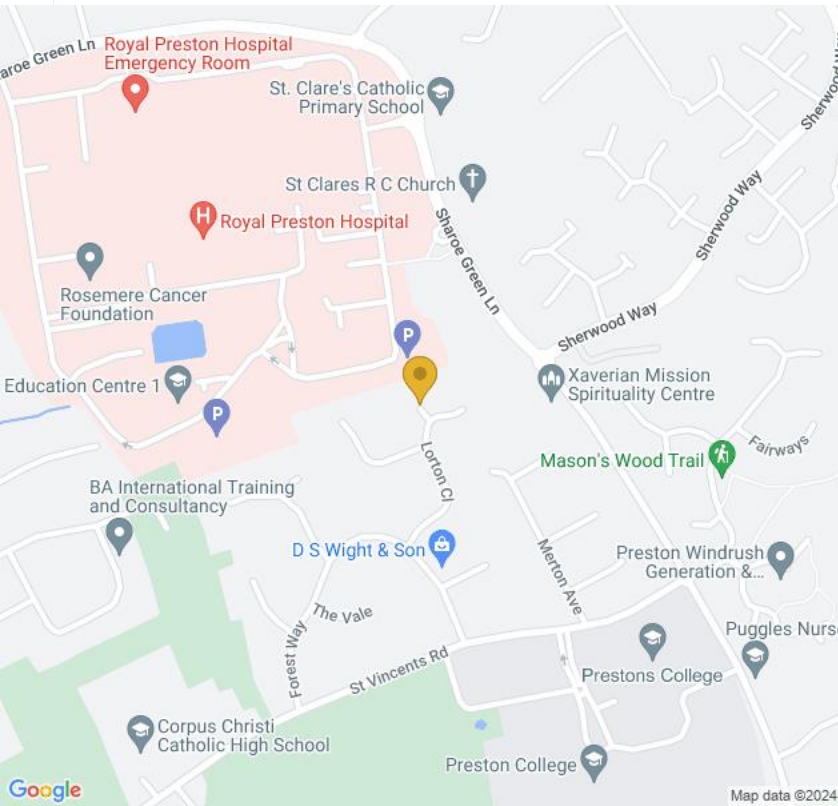 aroe Green Ln
Royal Preston Hospital
Emergency Room
St. Clare's Catholic
Primary School
Sherwood Way
St Clares R C Church
H
Royal Preston Hospital
Sharoe Green Ln
Sherwood Way
Rosemere Cancer
Foundation
Sherwood Way
P
Education Centre 1
Xaverian Mission
Spirituality Centre
P
Lorton Cl
Fairways
Mason's Wood Trail
BA International Training
and Consultancy
D S Wight & Son
Merton Ave
Preston Windrush
Generation &...
The Vale
Forest Way
Puggles Nurs
St Vincents Rd
Prestons College
Corpus Christi
Catholic High School
Preston College
Google
Map data ©2024